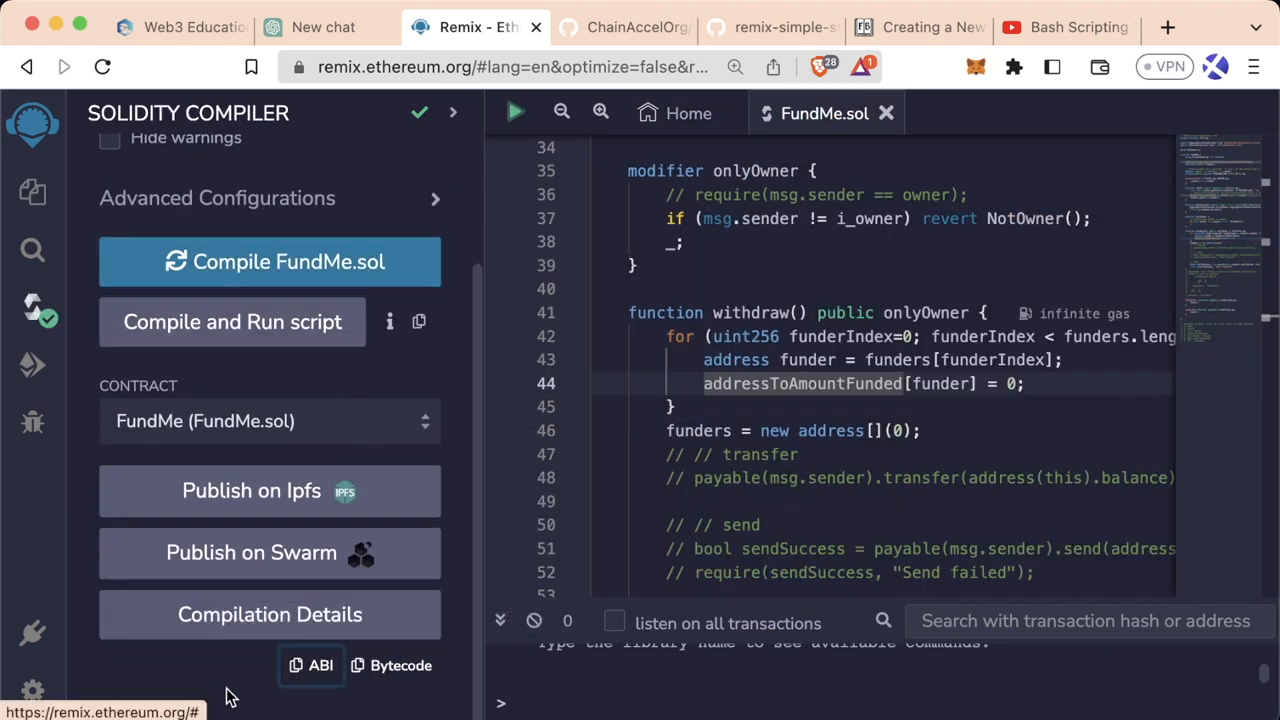 Web3 Educatio
New chat
Remix - Eth
ChainAccelOrg/
remix-simple-s
Creating a New
Bash Scripting
remix.ethereum.org/#lang=en&optimize=false&r...
28
1
VPN
SOLIDITY COMPILER
Hide warnings
Advanced Configurations
Compile FundMe.sol
Compile and Run script
CONTRACT
FundMe (FundMe.sol)
Publish on Ipfs IPFS
Publish on Swarm
Compilation Details
ABI Bytecode
https://remix.ethereum.org/#
Home
FundMe.sol
34
35 modifier onlyOwner {
36 // require(msg.sender == owner);
37 if (msg.sender != i_owner) revert NotOwner();
38 _;
39 }
40
41 function withdraw() public onlyOwner { infinite gas
42 for (uint256 funderIndex=0; funderIndex < funders.leng
43 address funder = funders[funderIndex];
44 addressToAmountFunded[funder] = 0;
45 }
46 funders = new address[](0);
47 // // transfer
48 // payable(msg.sender).transfer(address(this).balance)
49
50 // // send
51 // bool sendSuccess = payable(msg.sender).send(address
52 // require(sendSuccess, "Send failed");
53
0 listen on all transactions Search with transaction hash or address
Type the library name to see available commands.
>